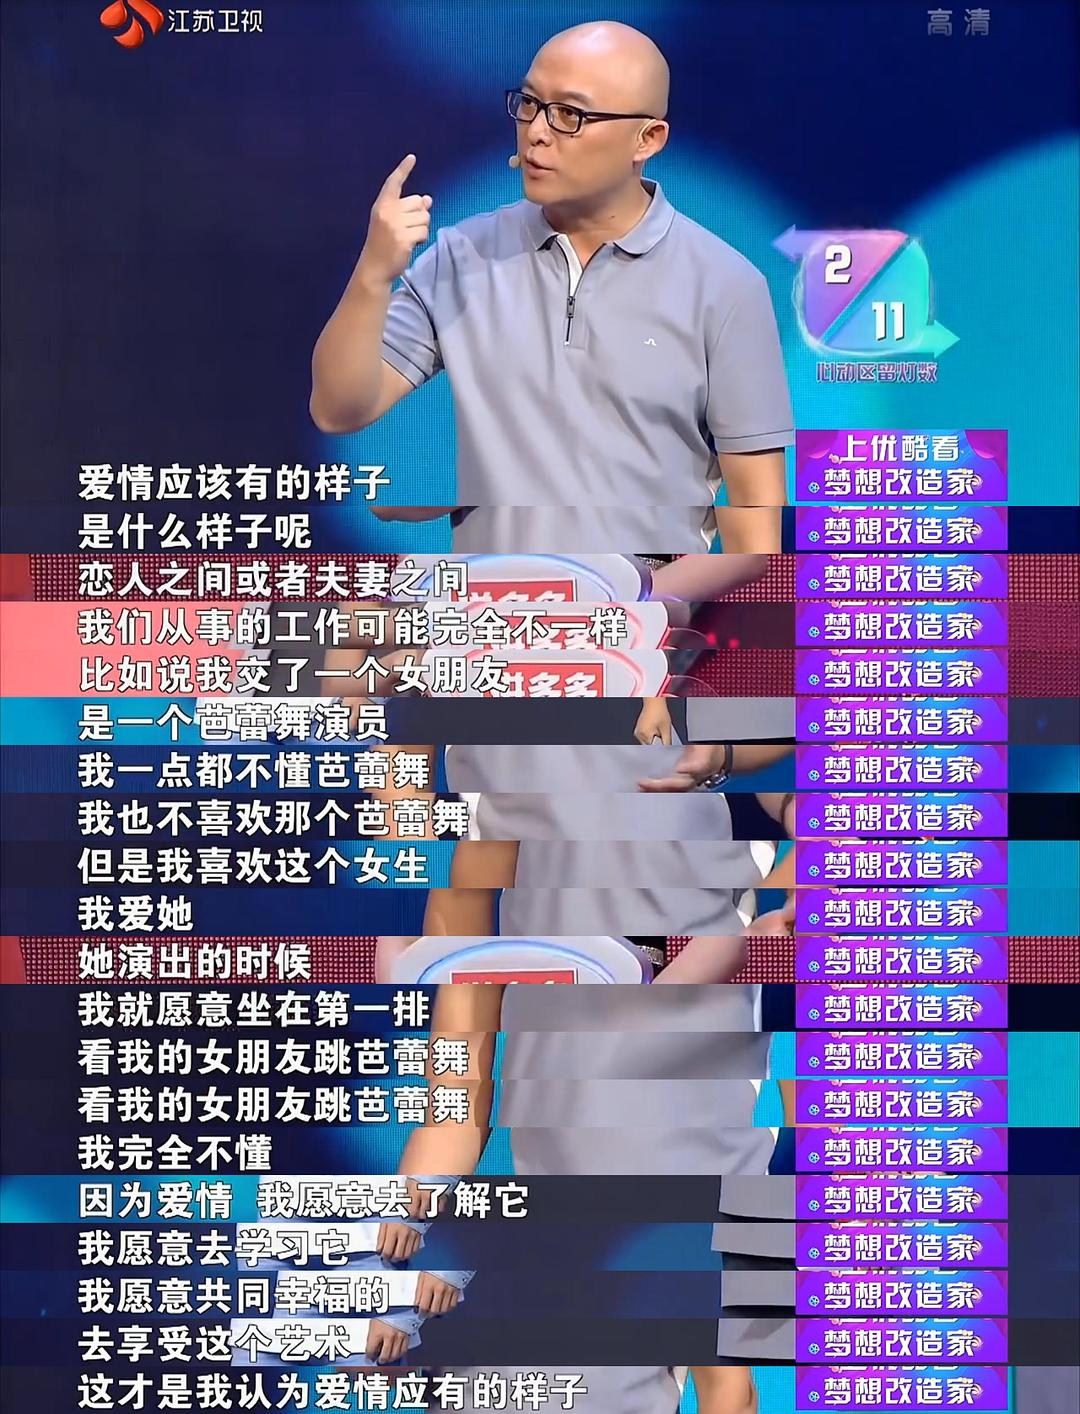 江苏卫视
高清
2
11
心动区留灯数
上优酷看
爱情应该有的样子
梦想改造家
是什么样子呢
梦想改造家
恋人之间或者夫妻之间
梦想改造家
我们从事的工作可能完全不一样
梦想改造家
比如说我交了一个女朋友
拼多多
梦想改造家
是一个芭蕾舞演员
梦想改造家
我一点都不懂芭蕾舞
梦想改造家
我也不喜欢那个芭蕾舞
梦想改造家
但是我喜欢这个女生
梦想改造家
我爱她
梦想改造家
她演出的时候
梦想改造家
我就愿意坐在第一排
梦想改造家
看我的女朋友跳芭蕾舞
梦想改造家
看我的女朋友跳芭蕾舞
梦想改造家
我完全不懂
梦想改造家
因为爱情 我愿意去了解它
梦想改造家
我愿意去学习它
梦想改造家
我愿意共同幸福的
梦想改造家
去享受这个艺术
梦想改造家
这才是我认为爱情应有的样子
梦想改造家